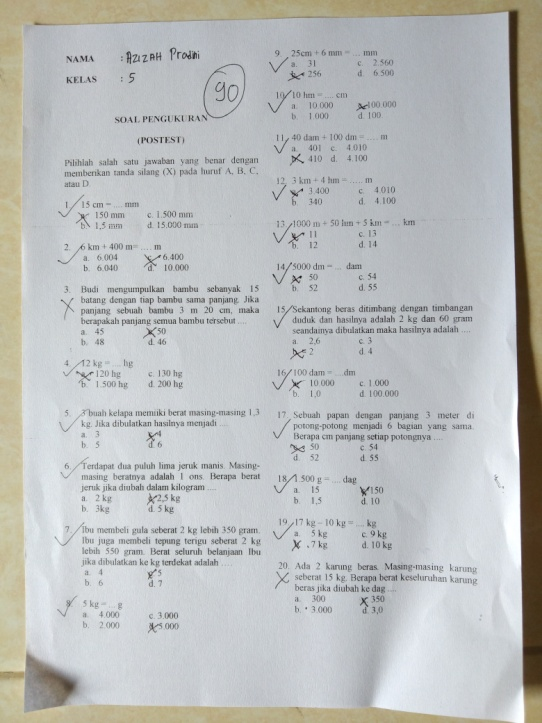 NAMA : AZIZAH Pradni
KELAS : 5
90
SOAL PENGUKURAN
(POSTEST)
Pilihlah salah satu jawaban yang benar dengan
memberikan tanda silang (X) pada huruf A, B, C,
atau D.
1. 15 cm = .... mm
a. 150 mm c. 1.500 mm
b. 1,5 mm d. 15.000 mm
2. 6 km + 400 m= .... m
a. 6.004 c. 6.400
b. 6.040 d. 10.000
3. Budi mengumpulkan bambu sebanyak 15
batang dengan tiap bambu sama panjang. Jika
panjang sebuah bambu 3 m 20 cm, maka
berapakah panjang semua bambu tersebut ....
a. 45 c. 50
b. 48 d. 46
4. 12 kg = ... hg
a. 120 hg c. 130 hg
b. 1.500 hg d. 200 hg
5. 3 buah kelapa memiiki berat masing-masing 1,3
kg. Jika dibulatkan hasilnya menjadi ....
a. 3 c. 4
b. 5 d. 6
6. Terdapat dua puluh lima jeruk manis. Masing-
masing beratnya adalah 1 ons. Berapa berat
jeruk jika diubah dalam kilogram ....
a. 2 kg c. 2,5 kg
b. 3kg d. 5 kg
7. Ibu membeli gula seberat 2 kg lebih 350 gram.
Ibu juga membeli tepung terigu seberat 2 kg
lebih 550 gram. Berat seluruh belanjaan Ibu
jika dibulatkan ke kg terdekat adalah ....
a. 4 c. 5
b. 6 d. 7
8. 5 kg = ... g
a. 4.000 c. 3.000
b. 2.000 d. 5.000
9. 25cm + 6 mm = ... mm
a. 31 c. 2.560
b. 256 d. 6.500
10. 10 hm = .... cm
a. 10.000 c. 100.000
b. 1.000 d. 100
11. 40 dam + 100 dm = .... m
a. 401 c. 4.010
b. 410 d. 4.100
12. 3 km + 4 hm = ..... m
a. 3.400 c. 4.010
b. 340 d. 4.100
13. 1000 m + 50 hm + 5 km = ... km
a. 11 c. 13
b. 12 d. 14
14. 5000 dm = ... dam
a. 50 c. 54
b. 52 d. 55
15. Sekantong beras ditimbang dengan timbangan
duduk dan hasilnya adalah 2 kg dan 60 gram
seandainya dibulatkan maka hasilnya adalah ....
a. 2,6 c. 3
b. 2 d. 4
16. 100 dam = ....dm
a. 10.000 c. 1.000
b. 1,0 d. 100.000
17. Sebuah papan dengan panjang 3 meter di
potong-potong menjadi 6 bagian yang sama.
Berapa cm panjang setiap potongnya ....
50 c. 54
d. 52 d. 55
18. 1.500 g = ... dag
a. 15 c. 150
b. 1,5 d. 10
19. 17 kg – 10 kg = ... kg
a. 5 kg c. 9 kg
7 kg d. 10 kg
20. Ada 2 karung beras. Masing-masing karung
seberat 15 kg. Berapa berat keseluruhan karung
beras jika diubah ke dag ....
a. 300 350
b. 3.000 d. 3,0